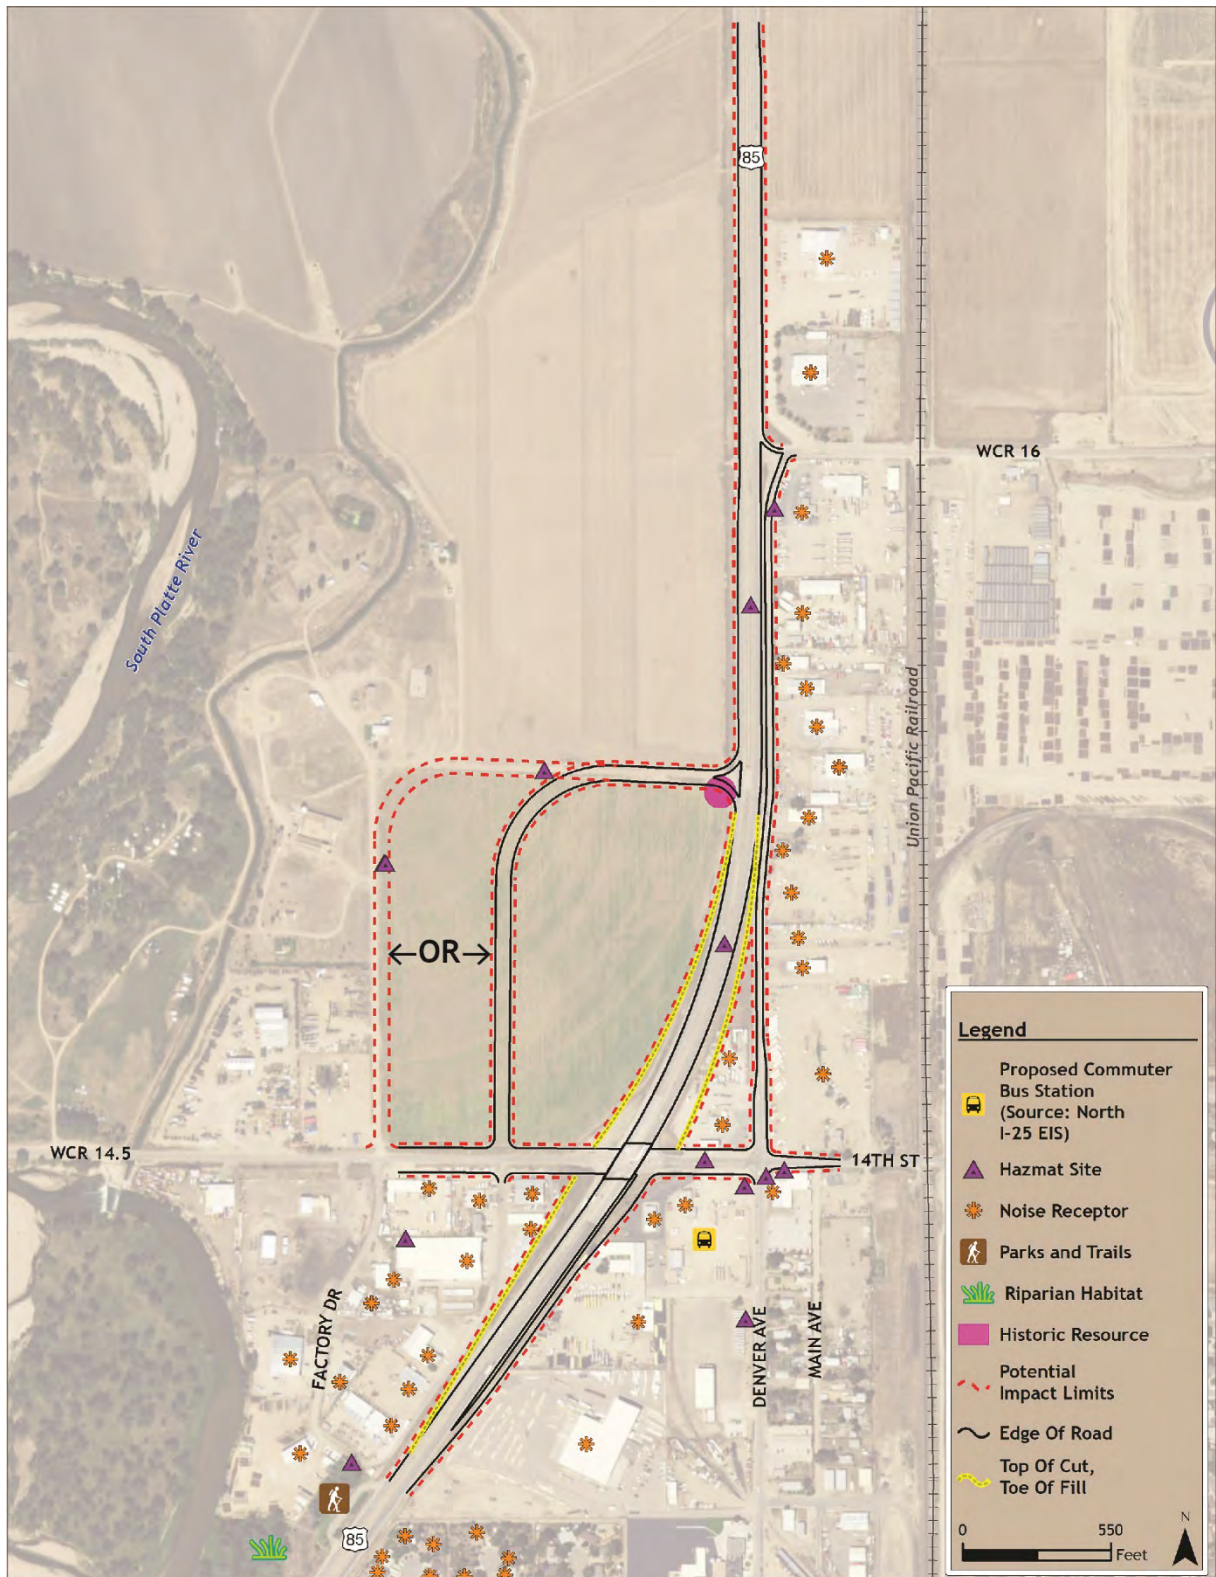 85
WCR 16
South Platte River
Union Pacific Railroad
←OR→
WCR 14.5
14TH ST
FACTORY DR
DENVER AVE
MAIN AVE
85
Legend
Proposed Commuter
Bus Station
(Source: North
I-25 EIS)
Hazmat Site
Noise Receptor
Parks and Trails
Riparian Habitat
Historic Resource
Potential
Impact Limits
Edge Of Road
Top Of Cut,
Toe Of Fill
N
0 550
Feet